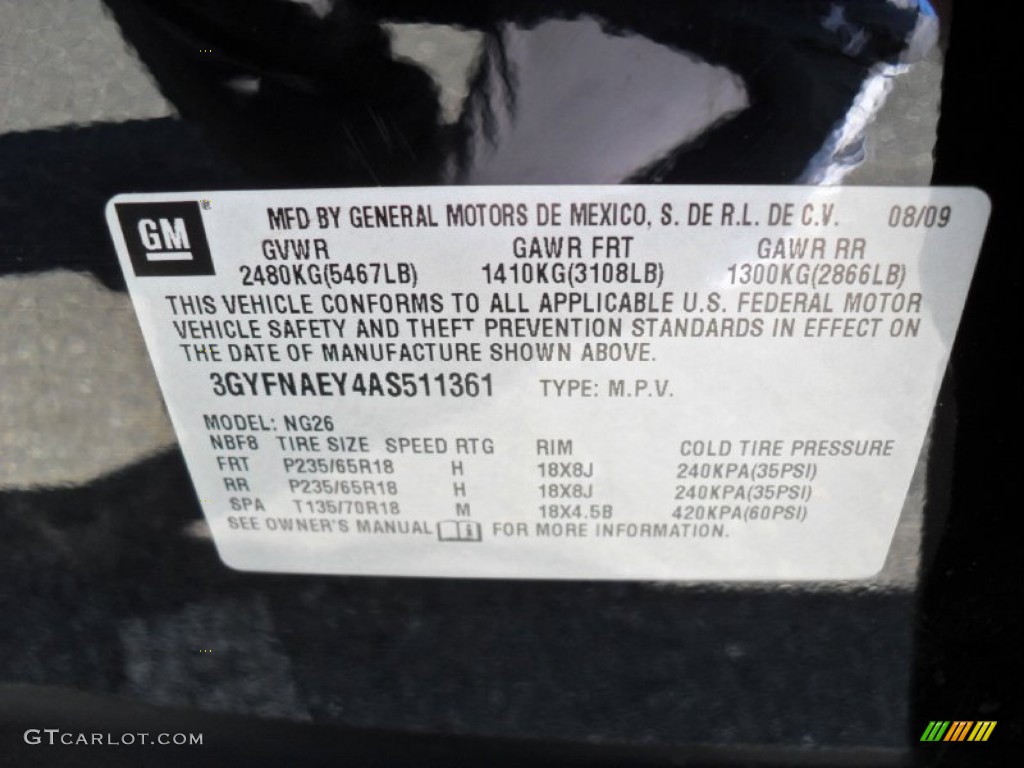 GM ® MFD BY GENERAL MOTORS DE MEXICO, S. DE R.L. DE C.V. 08/09
GVWR GAWR FRT GAWR RR
2480KG(5467LB) 1410KG(3108LB) 1300KG(2866LB)
THIS VEHICLE CONFORMS TO ALL APPLICABLE U.S. FEDERAL MOTOR
VEHICLE SAFETY AND THEFT PREVENTION STANDARDS IN EFFECT ON
THE DATE OF MANUFACTURE SHOWN ABOVE.
3GYFNAEY4AS511361 TYPE: M.P.V.
MODEL: NG26
NBF8 TIRE SIZE SPEED RTG RIM COLD TIRE PRESSURE
FRT P235/65R18 H 18X8J 240KPA(35PSI)
RR P235/65R18 H 18X8J 240KPA(35PSI)
SPA T135/70R18 M 18X4.5B 420KPA(60PSI)
SEE OWNER'S MANUAL FOR MORE INFORMATION.
GTCARLOT.COM